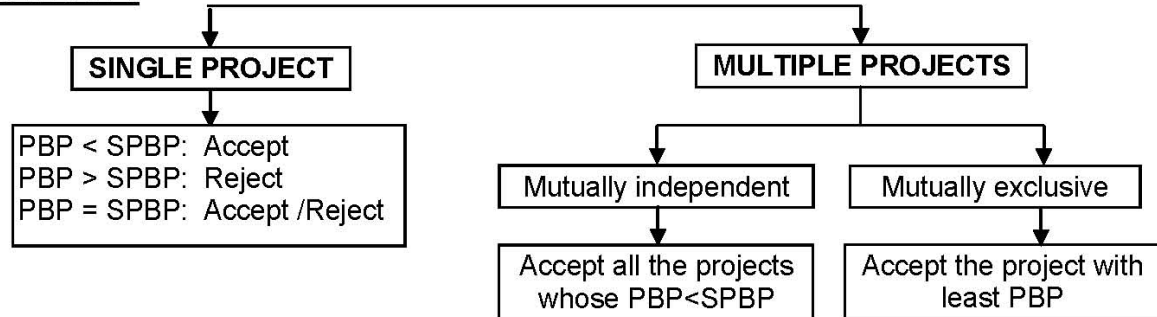 SINGLE PROJECT
MULTIPLE PROJECTS
PBP < SPBP: Accept
PBP > SPBP: Reject
PBP = SPBP: Accept /Reject
Mutually independent
Mutually exclusive
Accept all the projects
whose PBP<SPBP
Accept the project with
least PBP